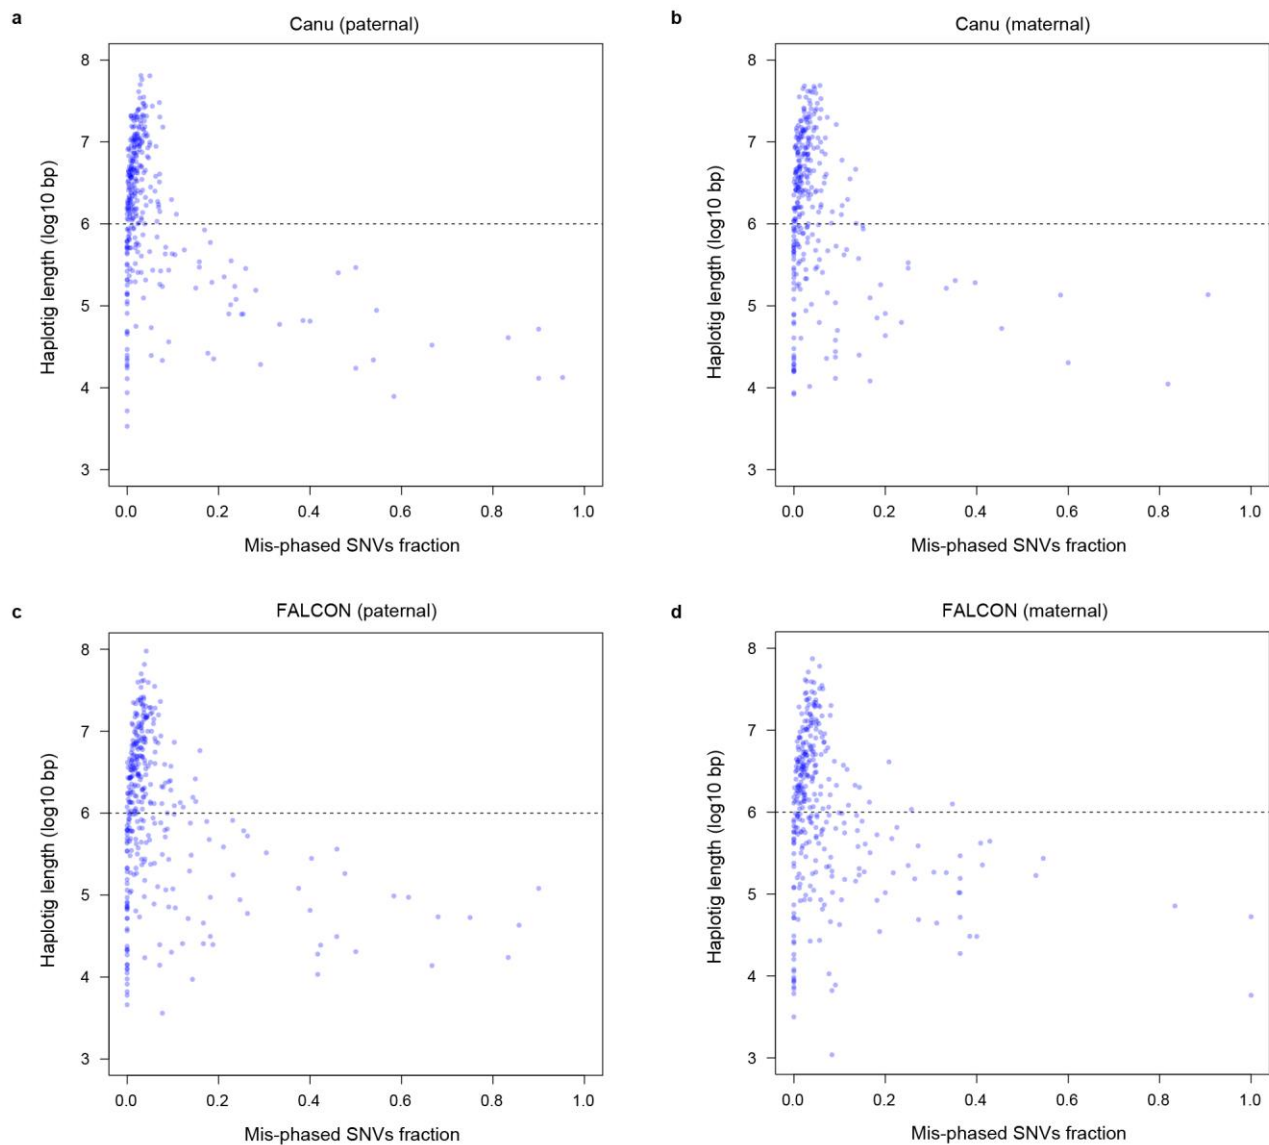 a
Canu (paternal)
8
7
6
5
4
3
Haplotig length (log10 bp)
0.0 0.2 0.4 0.6 0.8 1.0
Mis-phased SNVs fraction
b
Canu (maternal)
8
7
6
5
4
3
Haplotig length (log10 bp)
0.0 0.2 0.4 0.6 0.8 1.0
Mis-phased SNVs fraction
c
FALCON (paternal)
8
7
6
5
4
3
Haplotig length (log10 bp)
0.0 0.2 0.4 0.6 0.8 1.0
Mis-phased SNVs fraction
d
FALCON (maternal)
8
7
6
5
4
3
Haplotig length (log10 bp)
0.0 0.2 0.4 0.6 0.8 1.0
Mis-phased SNVs fraction